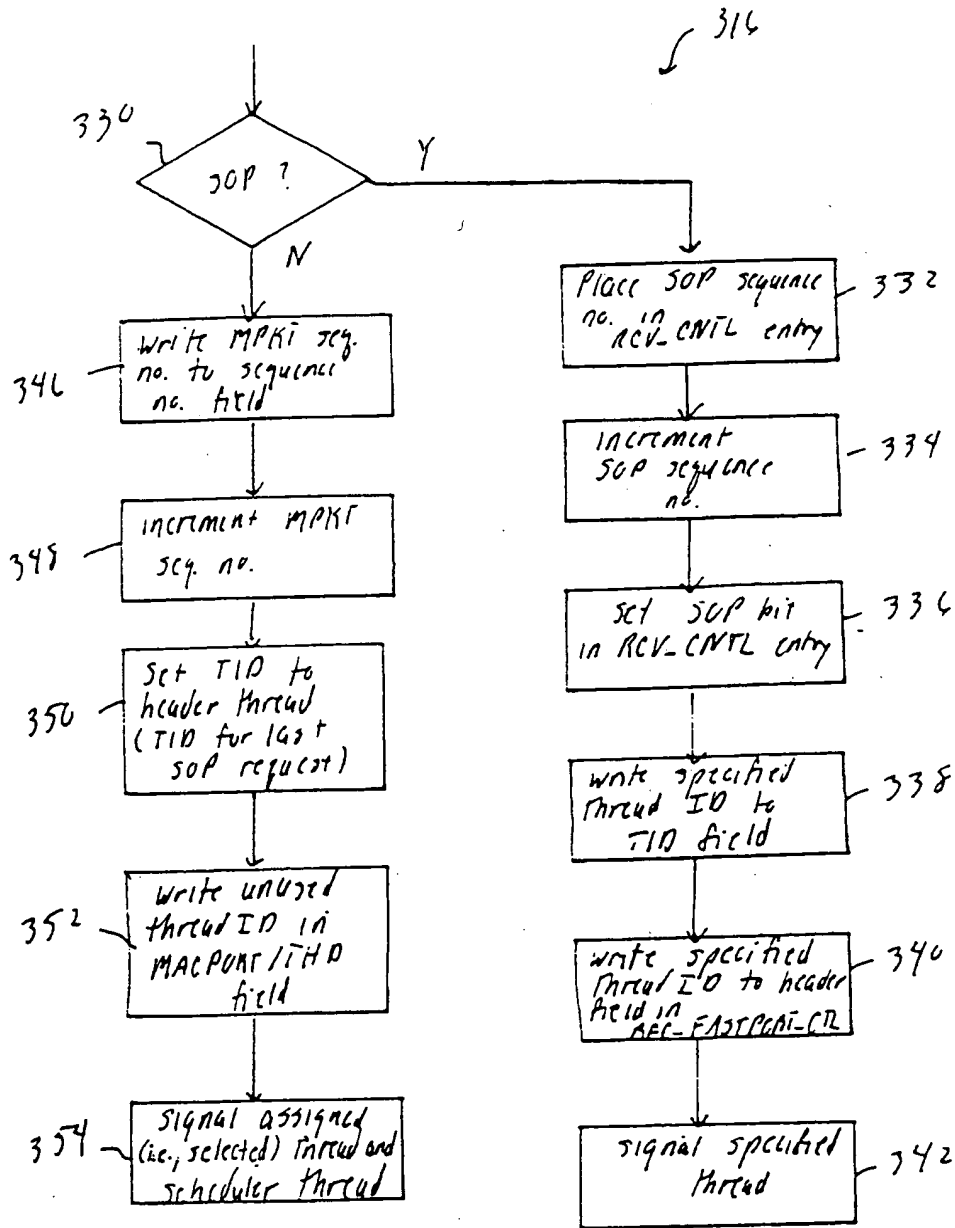 316
330
SOP ?
Y
N
Place SOP sequence
no. in
RCV_CNTL entry
332
Write MPKT seq.
no. to sequence
no. field
346
increment
SOP sequence
no.
334
increment MPKT
seq. no.
348
set SOP bit
in RCV_CNTL entry
336
Set TID to
header thread
(TID for last
SOP request)
350
write specified
thread ID to
TID field
338
write unused
thread ID in
MACPORT/THD
field
352
write specified
thread ID to header
field in
REC_FASTPORT_CTL
340
signal assigned
(i.e., selected) thread and
scheduler thread
354
signal specified
thread
342